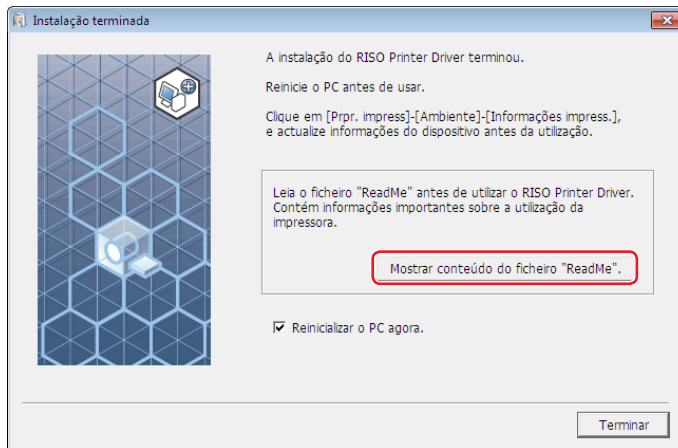 Instalação terminada
A instalação do RISO Printer Driver terminou.
Reinicie o PC antes de usar.
Clique em [Prpr. impress]-[Ambiente]-[Informações impress.],
e actualize informações do dispositivo antes da utilização.
Leia o ficheiro "ReadMe" antes de utilizar o RISO Printer Driver.
Contém informações importantes sobre a utilização da
impressora.
Mostrar conteúdo do ficheiro "ReadMe".
Reinicializar o PC agora.
Terminar